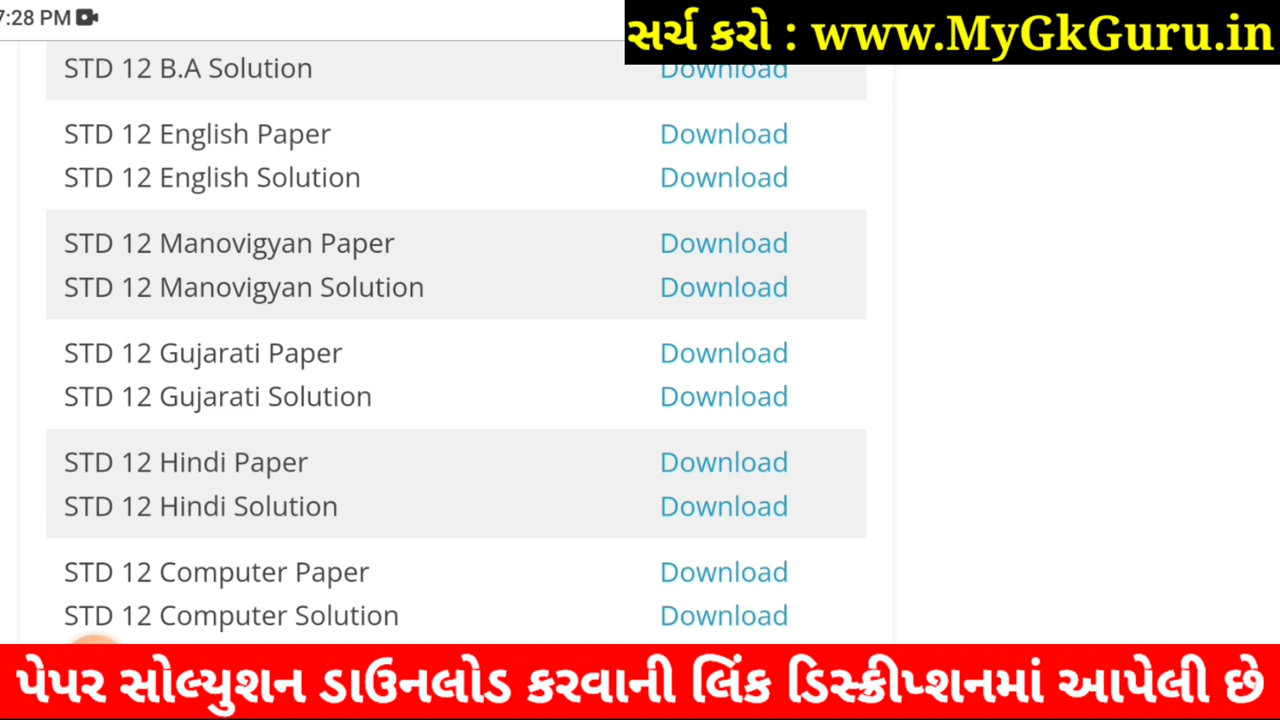 7:28 PM
સર્ચ કરો : www.MyGkGuru.in
STD 12 B.A Solution Download
STD 12 English Paper Download
STD 12 English Solution Download
STD 12 Manovigyan Paper Download
STD 12 Manovigyan Solution Download
STD 12 Gujarati Paper Download
STD 12 Gujarati Solution Download
STD 12 Hindi Paper Download
STD 12 Hindi Solution Download
STD 12 Computer Paper Download
STD 12 Computer Solution Download
પેપર સોલ્યુશન ડાઉનલોડ કરવાની લિંક ડિસ્ક્રીપ્શનમાં આપેલી છે